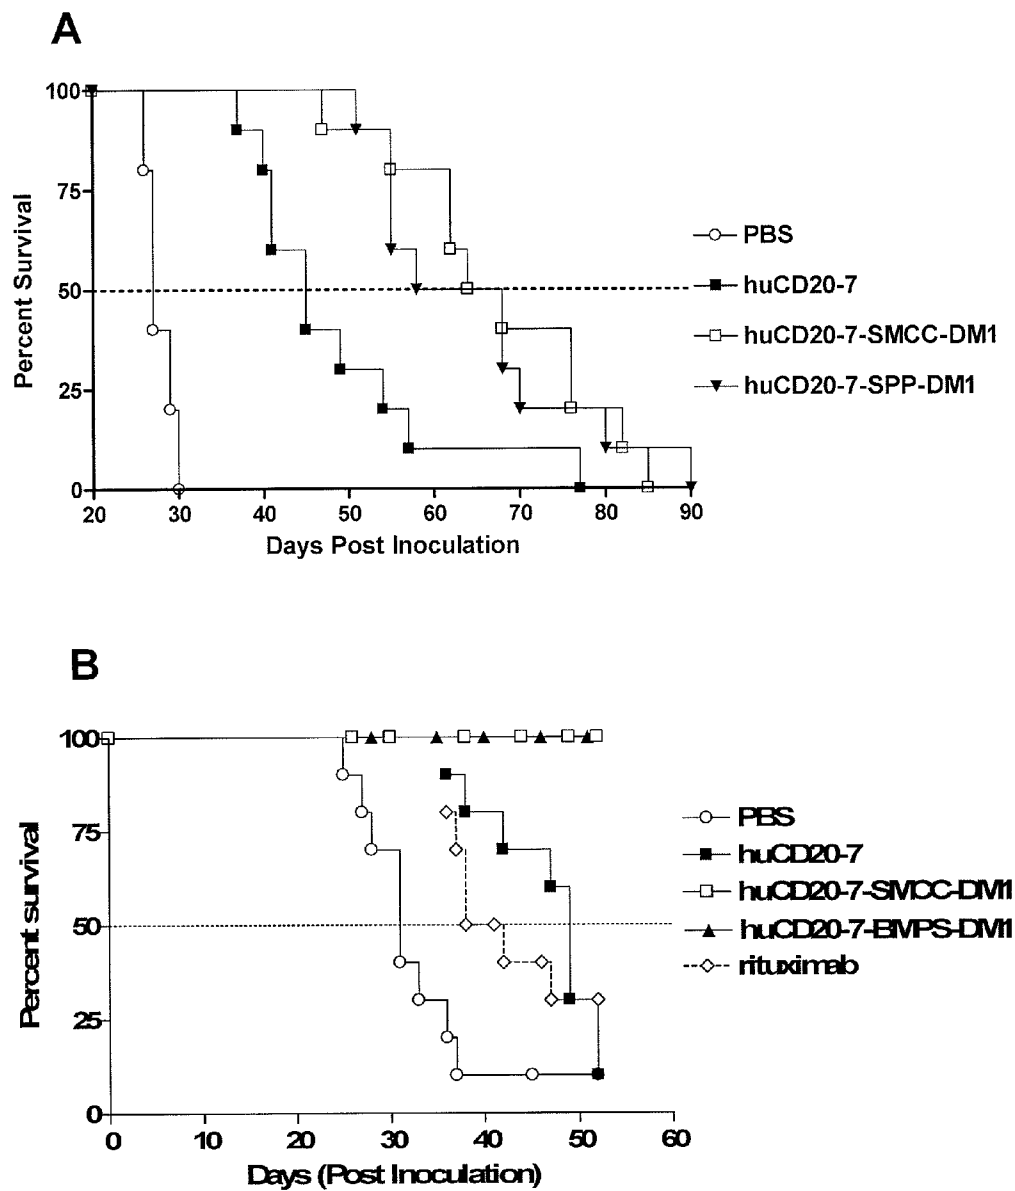 A
100
75
50
25
0
20 30 40 50 60 70 80 90
Percent Survival
Days Post Inoculation
PBS
huCD20-7
huCD20-7-SMCC-DM1
huCD20-7-SPP-DM1
B
100
75
50
25
0
0 10 20 30 40 50 60
Percent survival
Days (Post Inoculation)
PBS
huCD20-7
huCD20-7-SMCC-DM1
huCD20-7-BMPS-DM1
rituximab